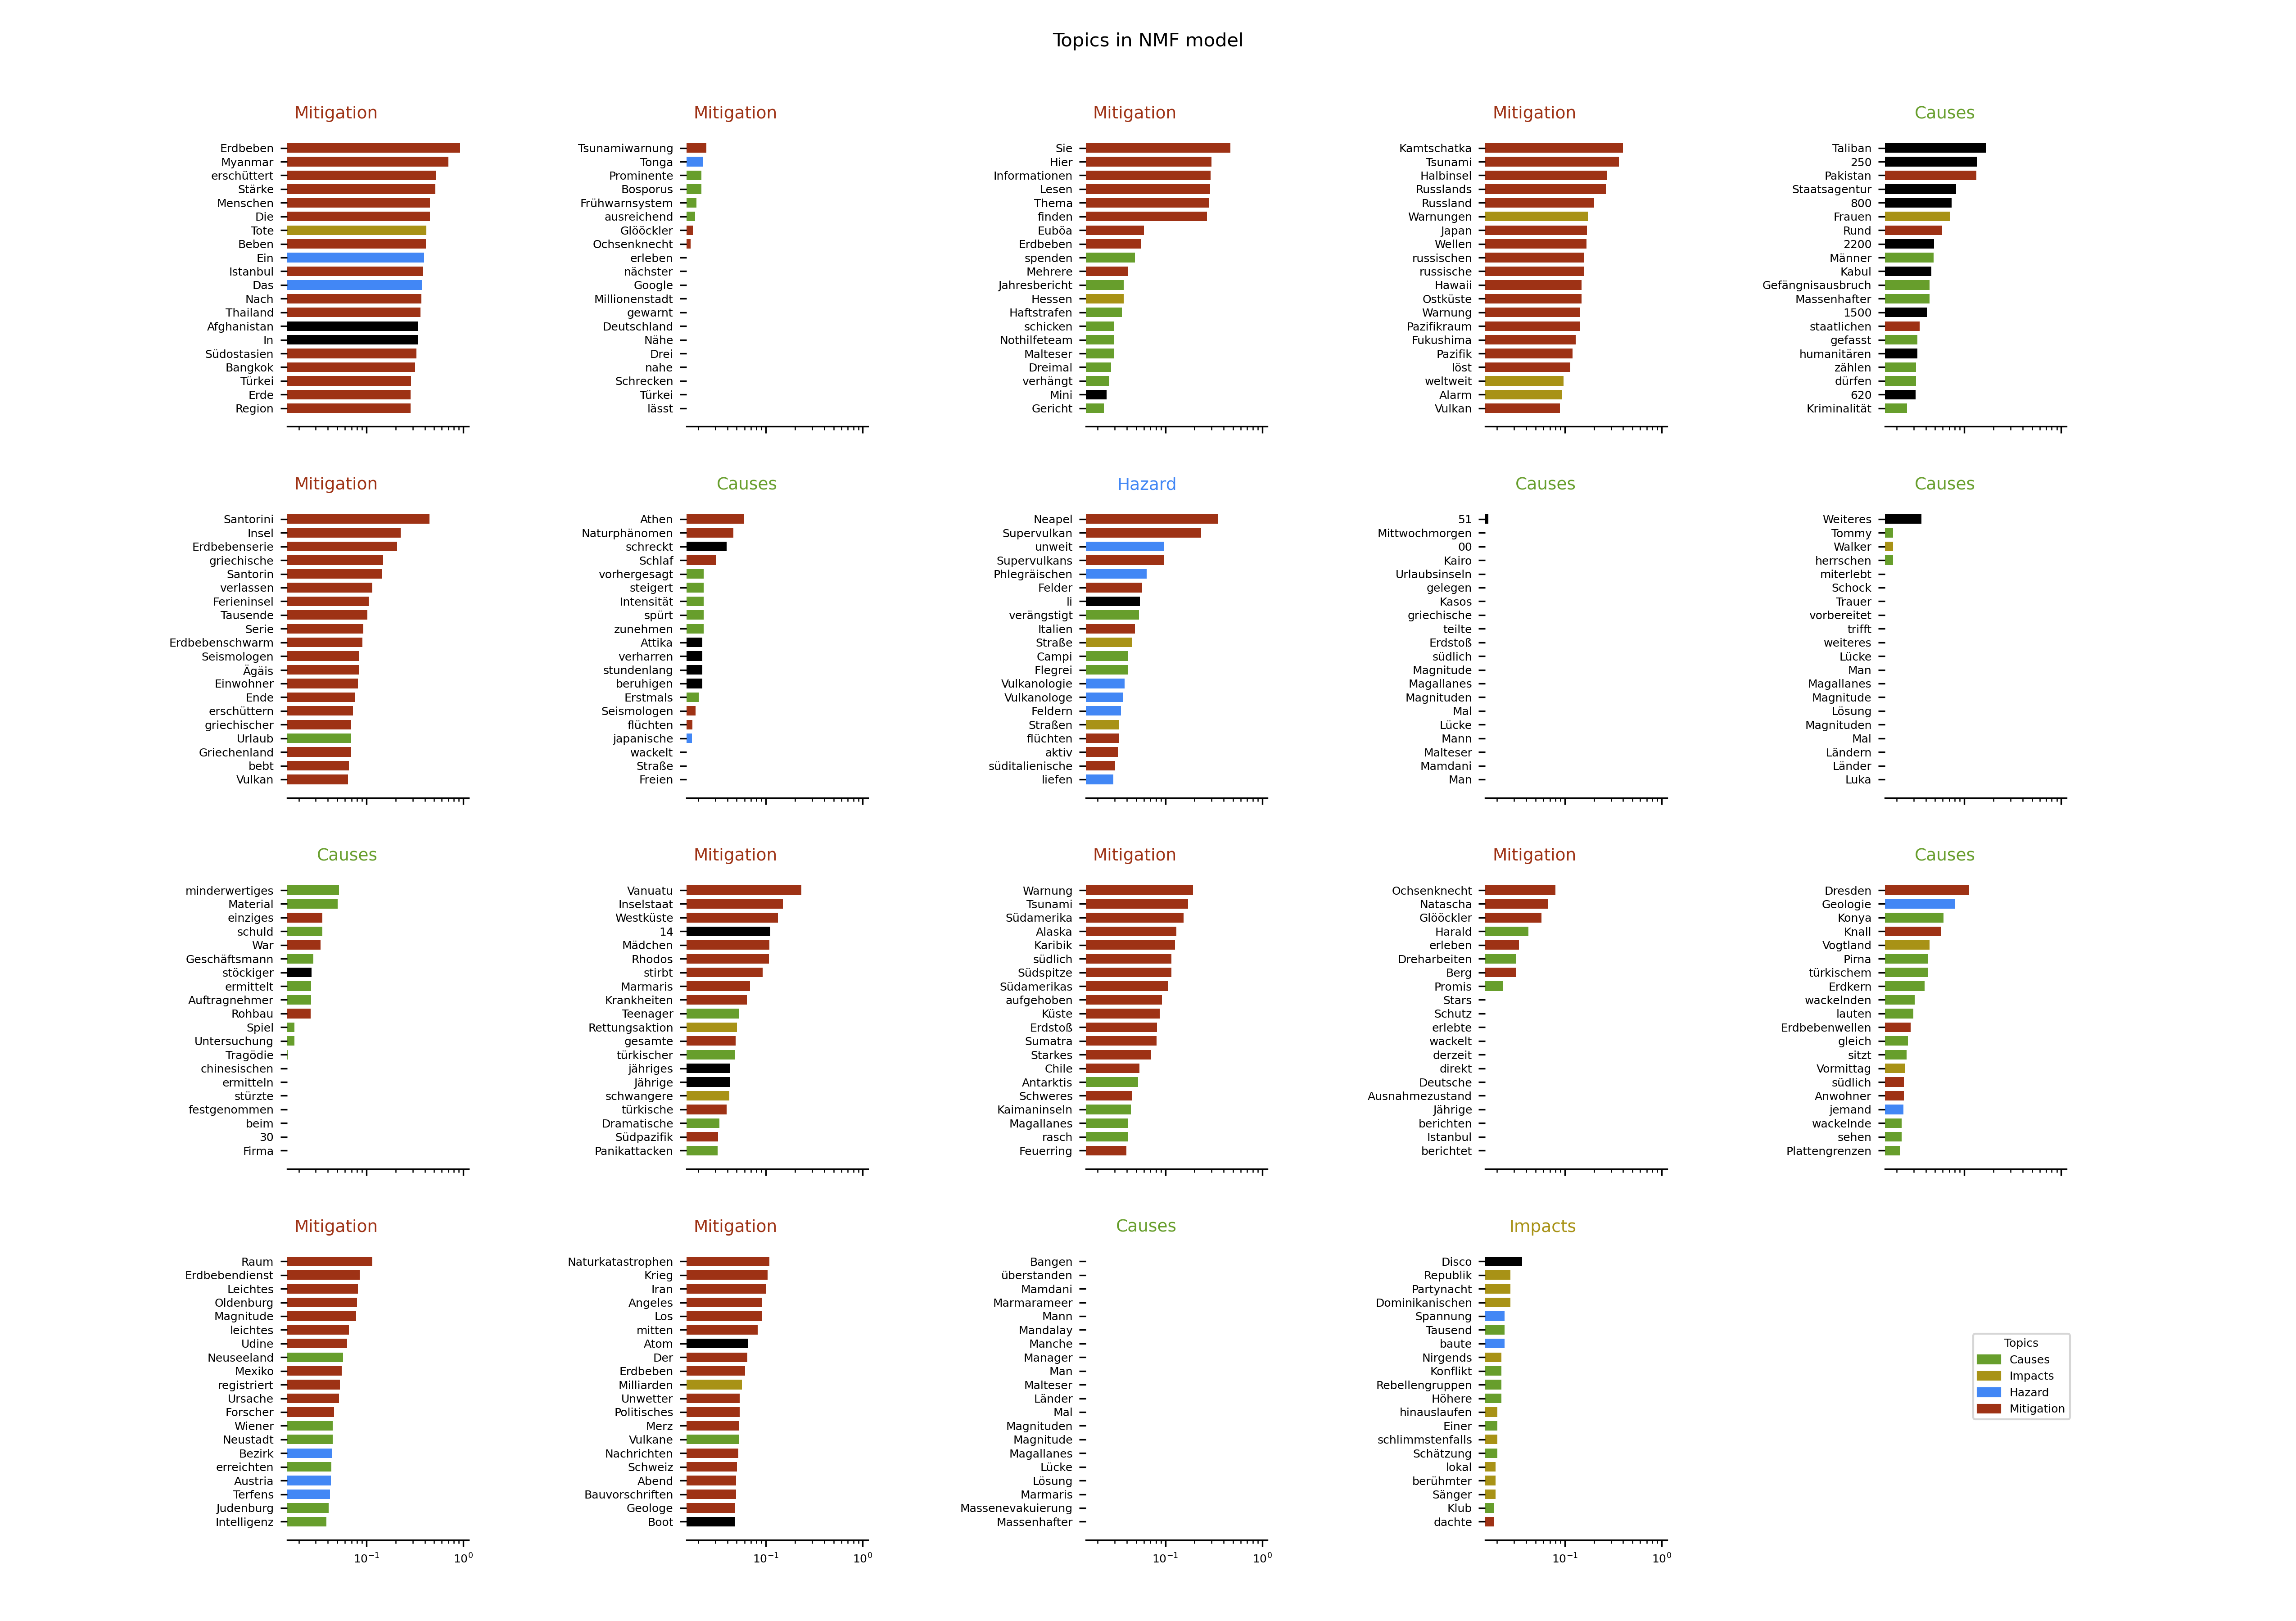 Topics in NMF model
Mitigation
Erdbeben
Myanmar
erschüttert
Stärke
Menschen
Die
Tote
Beben
Ein
Istanbul
Das
Nach
Thailand
Afghanistan
In
Südostasien
Bangkok
Türkei
Erde
Region
Mitigation
Tsunamiwarnung
Tonga
Prominente
Bosporus
Frühwarnsystem
ausreichend
Glööckler
Ochsenknecht
erleben
nächster
Google
Millionenstadt
gewarnt
Deutschland
Nähe
Drei
nahe
Schrecken
Türkei
lässt
Mitigation
Sie
Hier
Informationen
Lesen
Thema
finden
Euböa
Erdbeben
spenden
Mehrere
Jahresbericht
Hessen
Haftstrafen
schicken
Nothilfeteam
Malteser
Dreimal
verhängt
Mini
Gericht
Mitigation
Kamtschatka
Tsunami
Halbinsel
Russlands
Russland
Warnungen
Japan
Wellen
russischen
russische
Hawaii
Ostküste
Warnung
Pazifikraum
Fukushima
Pazifik
löst
weltweit
Alarm
Vulkan
Causes
Taliban
250
Pakistan
Staatsagentur
800
Frauen
Rund
2200
Männer
Kabul
Gefängnisausbruch
Massenhafter
1500
staatlichen
gefasst
humanitären
zählen
dürfen
620
Kriminalität
Mitigation
Santorini
Insel
Erdbebenserie
griechische
Santorin
verlassen
Ferieninsel
Tausende
Serie
Erdbebenschwarm
Seismologen
Ägäis
Einwohner
Ende
erschüttern
griechischer
Urlaub
Griechenland
bebt
Vulkan
Causes
Athen
Naturphänomen
schreckt
Schlaf
vorhergesagt
steigert
Intensität
spürt
zunehmen
Attika
verharren
stundenlang
beruhigen
Erstmals
Seismologen
flüchten
japanische
wackelt
Straße
Freien
Hazard
Neapel
Supervulkan
unweit
Supervulkans
Phlegräischen
Felder
li
verängstigt
Italien
Straße
Campi
Flegrei
Vulkanologie
Vulkanologe
Feldern
Straßen
flüchten
aktiv
süditalienische
liefen
Causes
51
Mittwochmorgen
00
Kairo
Urlaubsinseln
gelegen
Kasos
griechische
teilte
Erdstoß
südlich
Magnitude
Magallanes
Magnituden
Mal
Lücke
Mann
Malteser
Mamdani
Man
Causes
Weiteres
Tommy
Walker
herrschen
miterlebt
Schock
Trauer
vorbereitet
trifft
weiteres
Lücke
Man
Magallanes
Magnitude
Lösung
Magnituden
Mal
Ländern
Länder
Luka
Causes
minderwertiges
Material
einziges
schuld
War
Geschäftsmann
stöckiger
ermittelt
Auftragnehmer
Rohbau
Spiel
Untersuchung
Tragödie
chinesischen
ermitteln
stürzte
festgenommen
beim
30
Firma
Mitigation
Vanuatu
Inselstaat
Westküste
14
Mädchen
Rhodos
stirbt
Marmaris
Krankheiten
Teenager
Rettungsaktion
gesamte
türkischer
jähriges
Jährige
schwangere
türkische
Dramatische
Südpazifik
Panikattacken
Mitigation
Warnung
Tsunami
Südamerika
Alaska
Karibik
südlich
Südspitze
Südamerikas
aufgehoben
Küste
Erdstoß
Sumatra
Starkes
Chile
Antarktis
Schweres
Kaimaninseln
Magallanes
rasch
Feuerring
Mitigation
Ochsenknecht
Natascha
Glööckler
Harald
erleben
Dreharbeiten
Berg
Promis
Stars
Schutz
erlebte
wackelt
derzeit
direkt
Deutsche
Ausnahmezustand
Jährige
berichten
Istanbul
berichtet
Causes
Dresden
Geologie
Konya
Knall
Vogtland
Pirna
türkischem
Erdkern
wackelnden
lauten
Erdbebenwellen
gleich
sitzt
Vormittag
südlich
Anwohner
jemand
wackelnde
sehen
Plattengrenzen
Mitigation
Raum
Erdbebendienst
Leichtes
Oldenburg
Magnitude
leichtes
Udine
Neuseeland
Mexiko
registriert
Ursache
Forscher
Wiener
Neustadt
Bezirk
erreichten
Austria
Terfens
Judenburg
Intelligenz
10⁻¹ 10⁰
Mitigation
Naturkatastrophen
Krieg
Iran
Angeles
Los
mitten
Atom
Der
Erdbeben
Milliarden
Unwetter
Politisches
Merz
Vulkane
Nachrichten
Schweiz
Abend
Bauvorschriften
Geologe
Boot
10⁻¹ 10⁰
Causes
Bangen
überstanden
Mamdani
Marmarameer
Mann
Mandalay
Manche
Manager
Man
Malteser
Länder
Mal
Magnituden
Magnitude
Magallanes
Lücke
Lösung
Marmaris
Massenevakuierung
Massenhafter
10⁻¹ 10⁰
Impacts
Disco
Republik
Partynacht
Dominikanischen
Spannung
Tausend
baute
Nirgends
Konflikt
Rebellengruppen
Höhere
hinauslaufen
Einer
schlimmstenfalls
Schätzung
lokal
berühmter
Sänger
Klub
dachte
10⁻¹ 10⁰
Topics
Causes
Impacts
Hazard
Mitigation